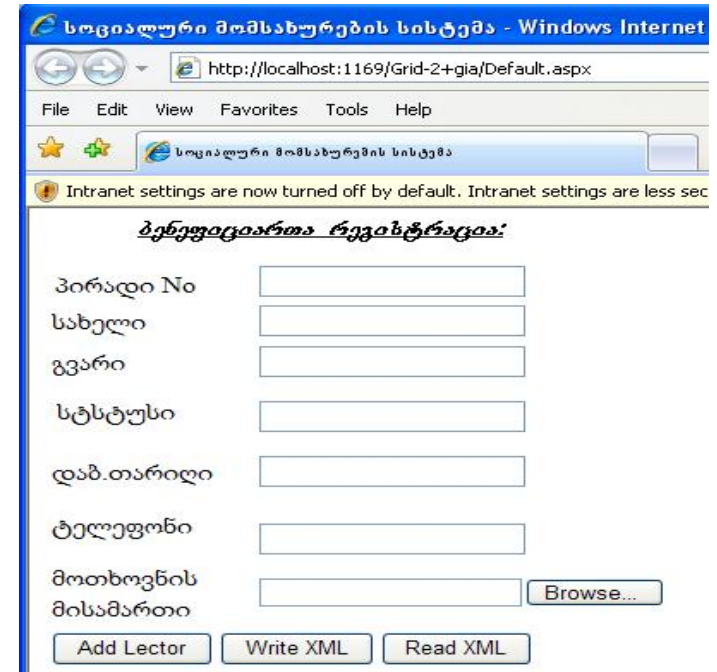 სოციალური მომსახურების სისტემა - Windows Internet
http://localhost:1169/Grid-2+gia/Default.aspx
File Edit View Favorites Tools Help
სოციალური მომსახურების სისტემა
Intranet settings are now turned off by default. Intranet settings are less sec
ბენეფიციართა რეგისტრაცია:
პირადი No
სახელი
გვარი
სტსტუსი
დაბ.თარიღი
ტელეფონი
მოთხოვნის
მისამართი
Browse...
Add Lector Write XML Read XML